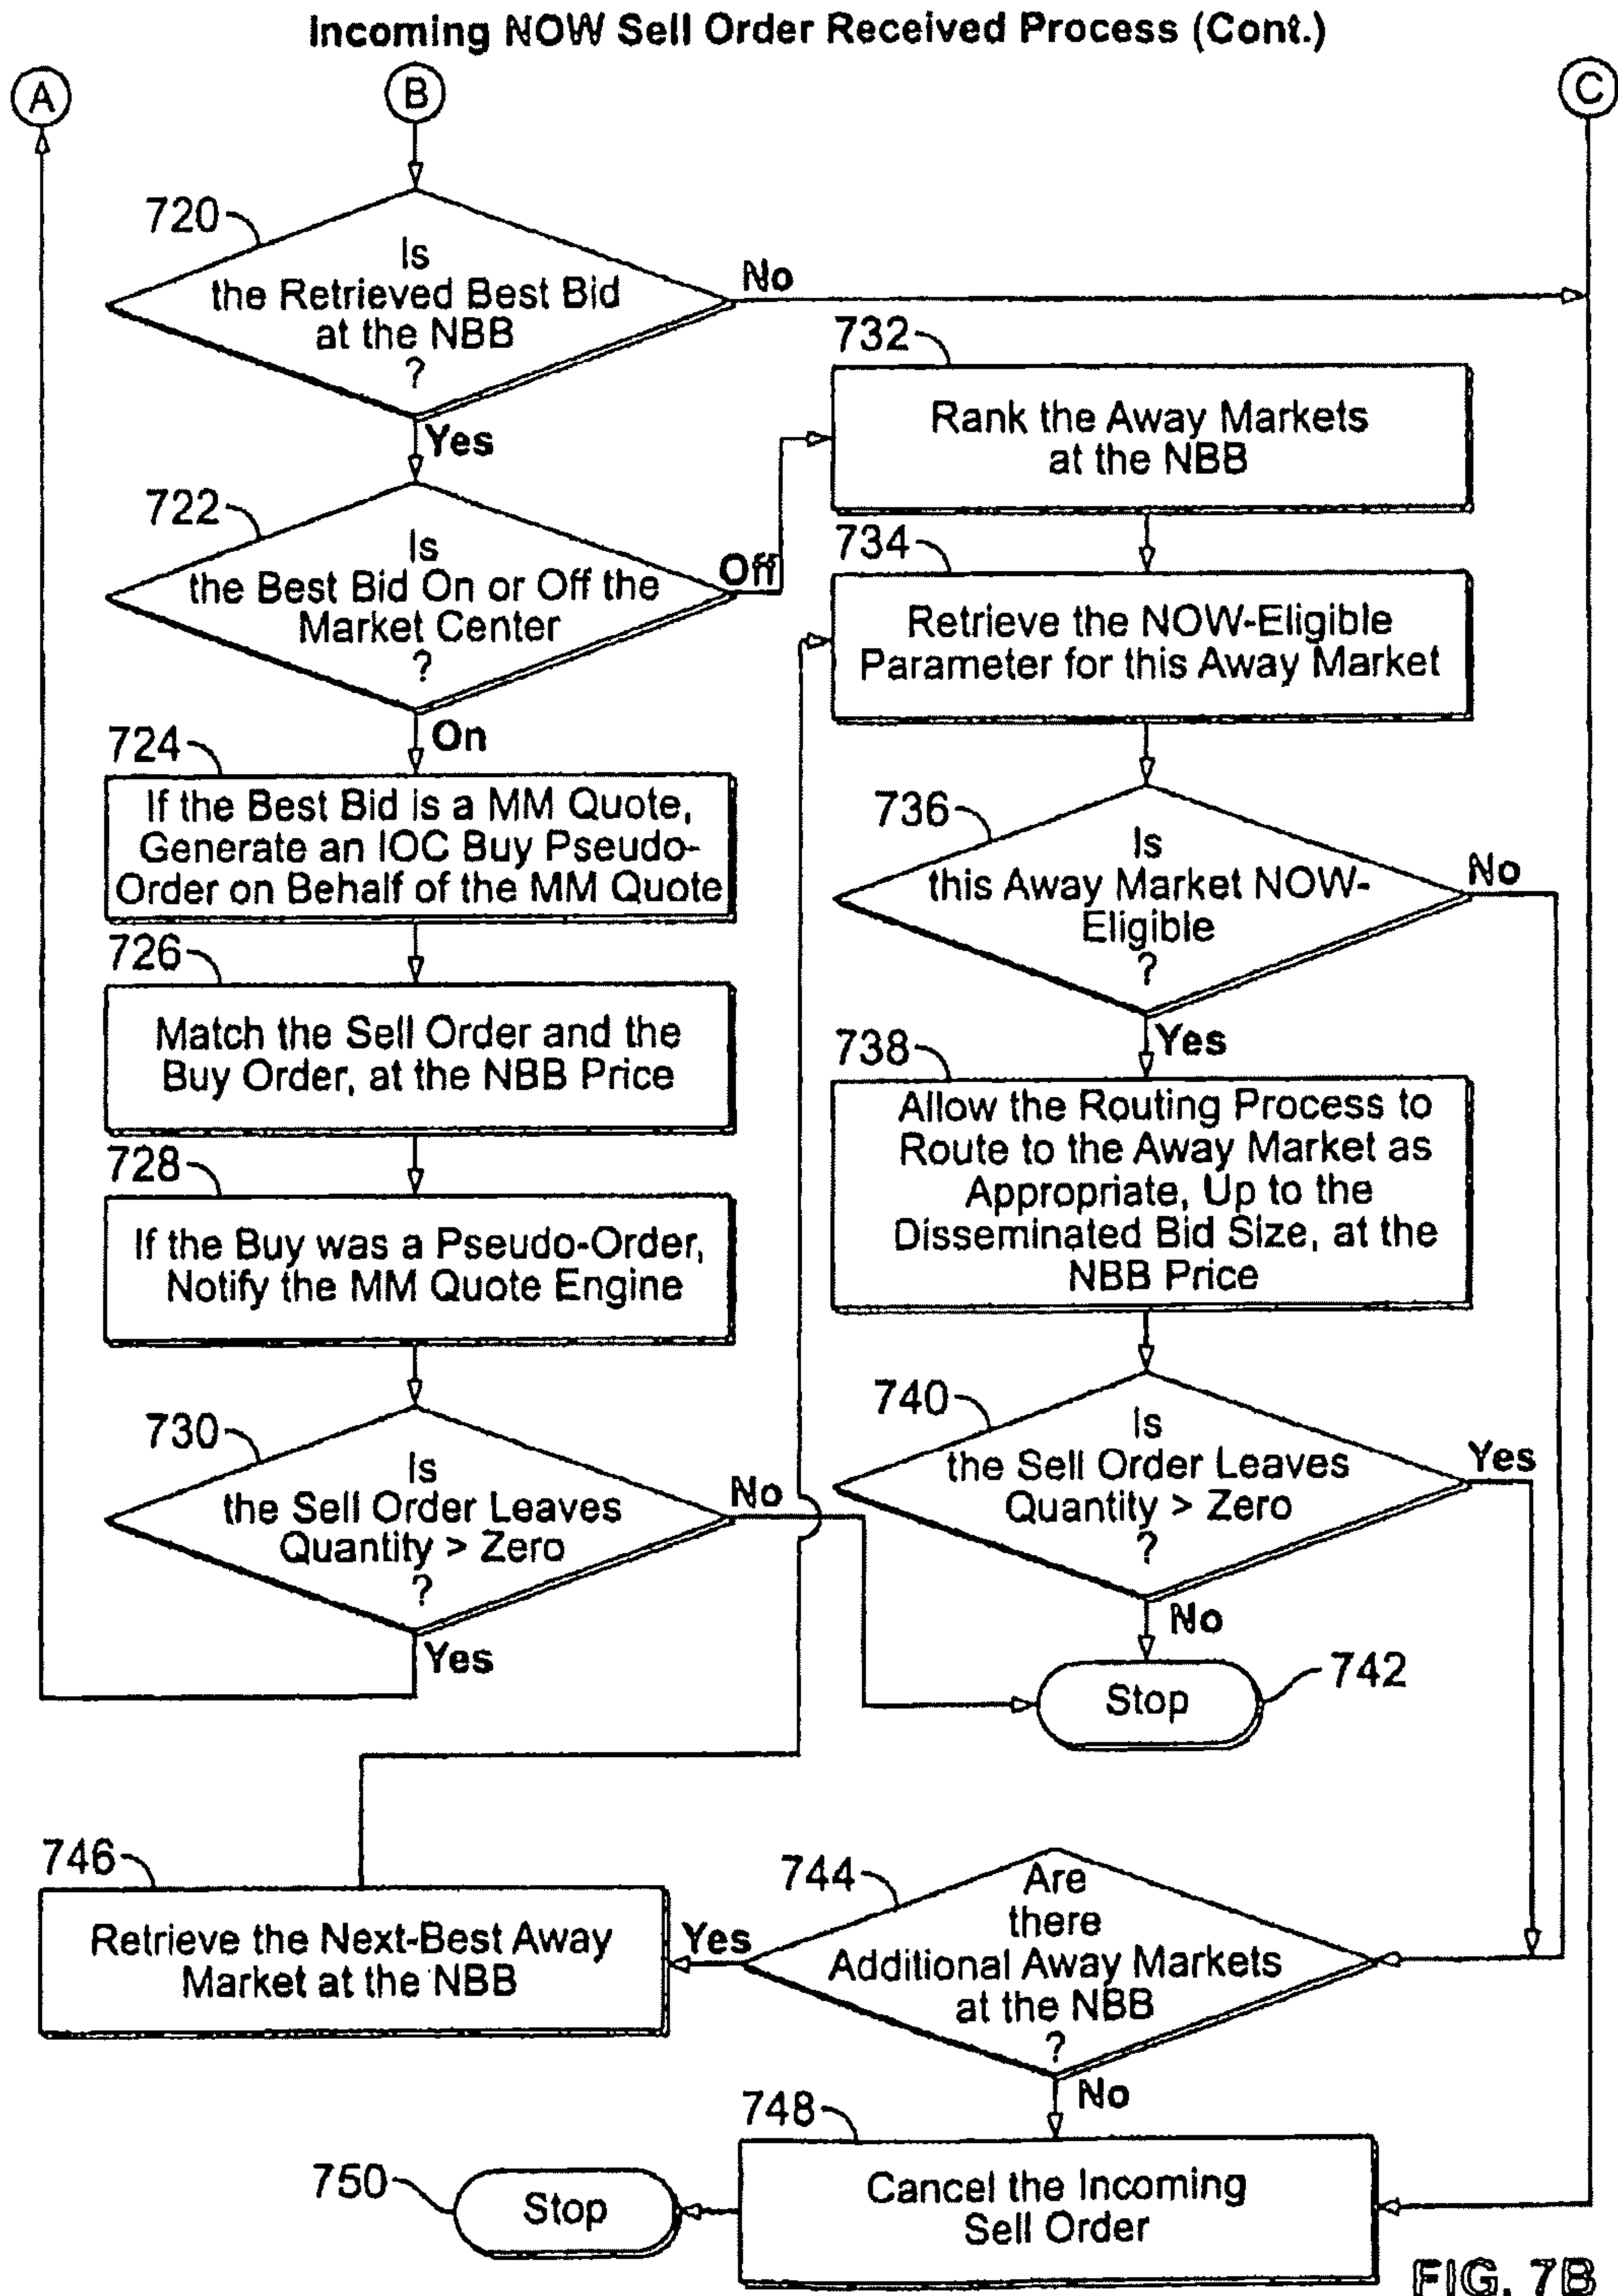 Incoming NOW Sell Order Received Process (Cont.)
A
B
C
720
Is
the Retrieved Best Bid
at the NBB
?
No
Yes
722
Is
the Best Bid On or Off the
Market Center
?
Off
On
724
If the Best Bid is a MM Quote,
Generate an IOC Buy Pseudo-
Order on Behalf of the MM Quote
726
Match the Sell Order and the
Buy Order, at the NBB Price
728
If the Buy was a Pseudo-Order,
Notify the MM Quote Engine
730
Is
the Sell Order Leaves
Quantity > Zero
?
No
Yes
732
Rank the Away Markets
at the NBB
734
Retrieve the NOW-Eligible
Parameter for this Away Market
736
Is
this Away Market NOW-
Eligible
?
No
Yes
738
Allow the Routing Process to
Route to the Away Market as
Appropriate, Up to the
Disseminated Bid Size, at the
NBB Price
740
Is
the Sell Order Leaves
Quantity > Zero
?
Yes
No
Stop
742
744
Are
there
Additional Away Markets
at the NBB
?
Yes
No
746
Retrieve the Next-Best Away
Market at the NBB
748
Cancel the Incoming
Sell Order
750
Stop
FIG. 7B